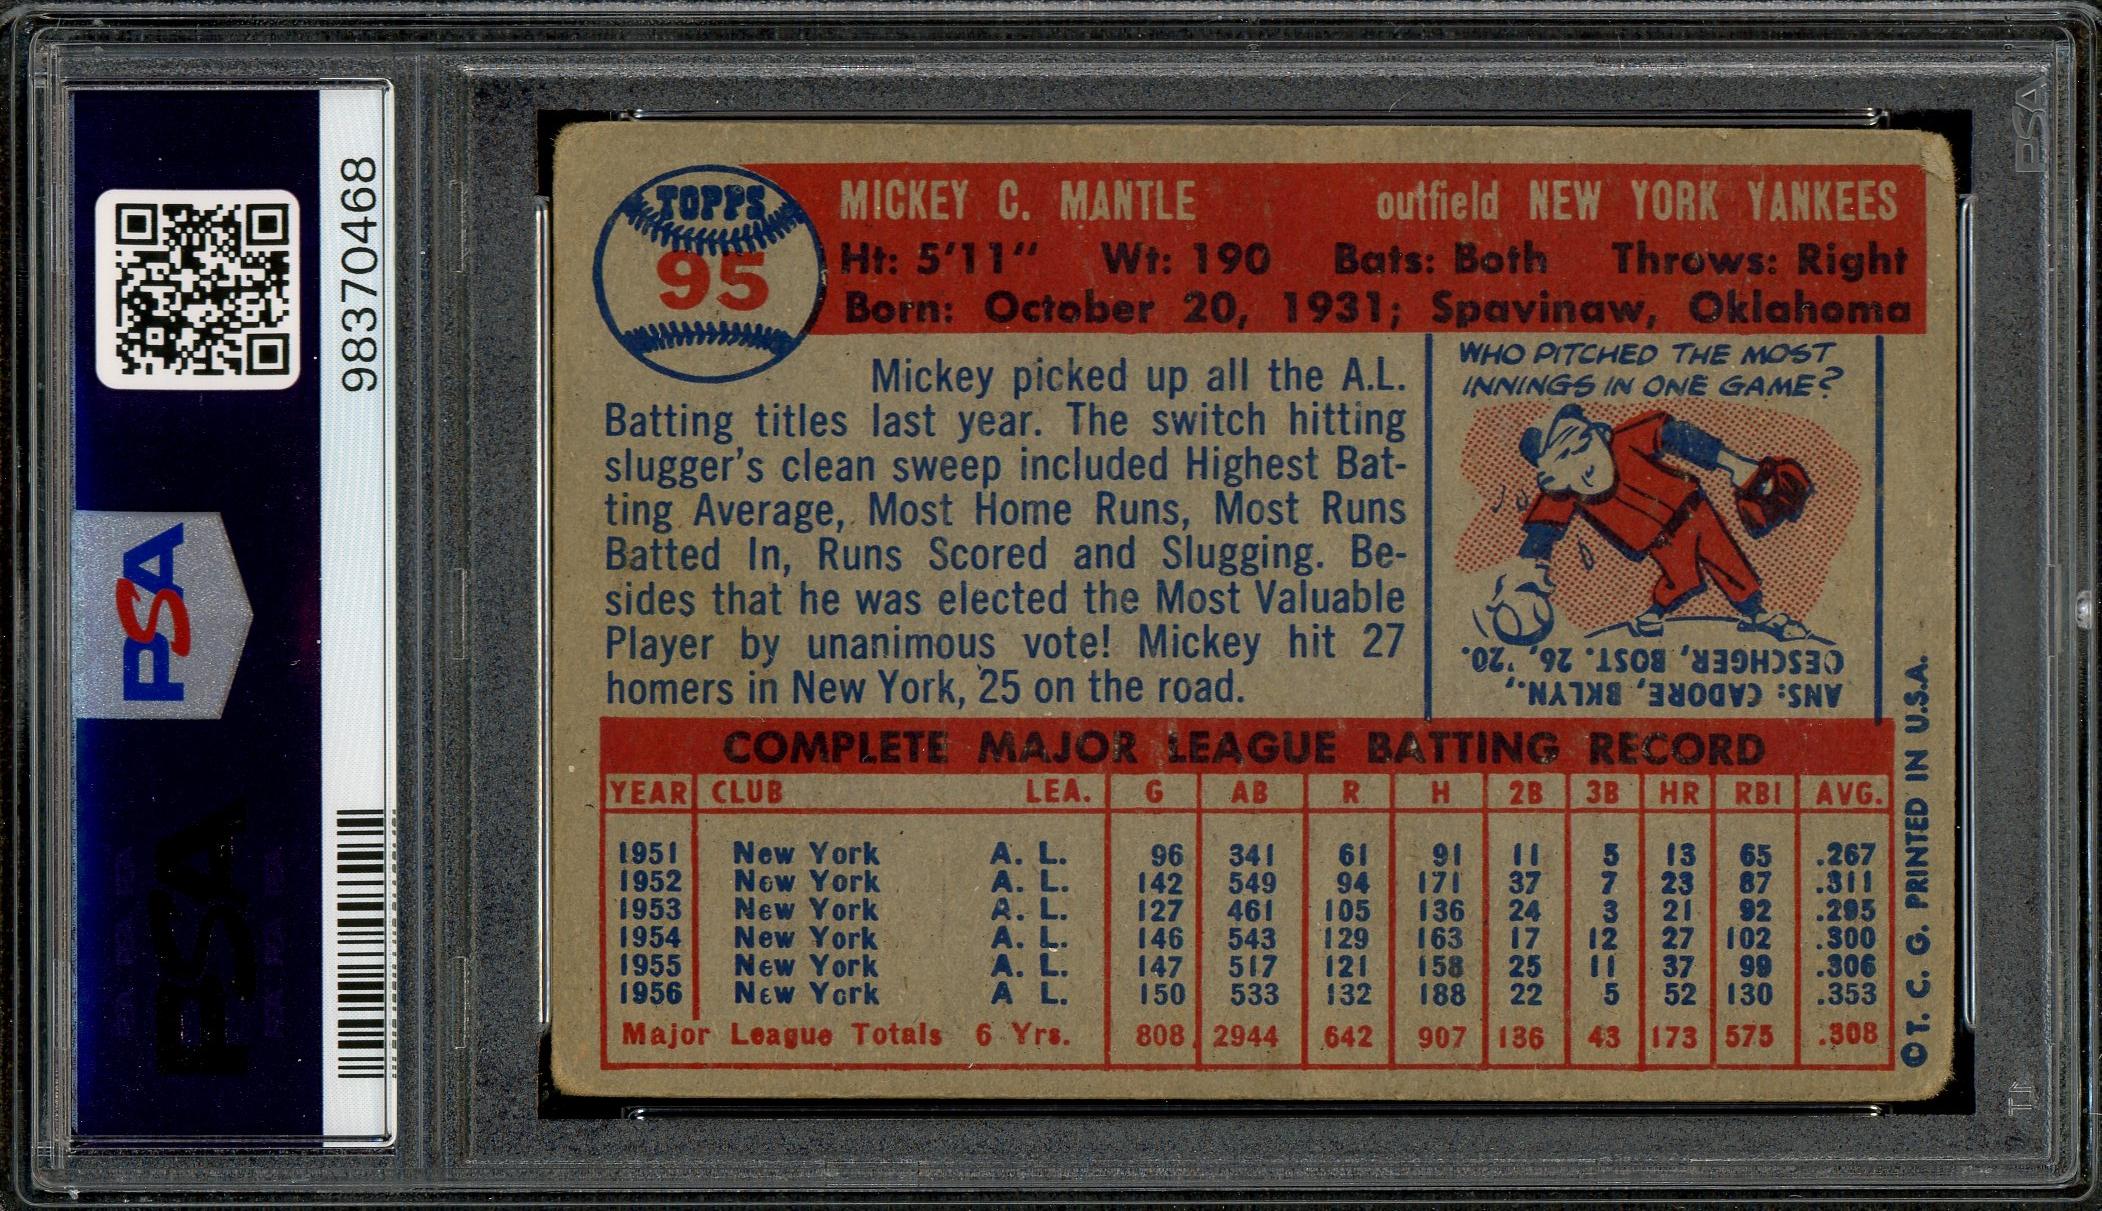 98370468
PSA
PSA
PSA
TOPPS
95
MICKEY C. MANTLE outfield NEW YORK YANKEES
Ht: 5'11" Wt: 190 Bats: Both Throws: Right
Born: October 20, 1931; Spavinaw, Oklahoma
Mickey picked up all the A.L.
Batting titles last year. The switch hitting
slugger's clean sweep included Highest Bat-
ting Average, Most Home Runs, Most Runs
Batted In, Runs Scored and Slugging. Be-
sides that he was elected the Most Valuable
Player by unanimous vote! Mickey hit 27
homers in New York, 25 on the road.
WHO PITCHED THE MOST
INNINGS IN ONE GAME?
ANS: CADORE, BKLYN.,
OESCHGER, BOST. 26, '20.
COMPLETE MAJOR LEAGUE BATTING RECORD
YEAR CLUB LEA. G AB R H 2B 3B HR RBI AVG.
1951 New York A. L. 96 341 61 91 11 5 13 65 .267
1952 New York A. L. 142 549 94 171 37 7 23 87 .311
1953 New York A. L. 127 461 105 136 24 3 21 92 .295
1954 New York A. L. 146 543 129 163 17 12 27 102 .300
1955 New York A. L. 147 517 121 158 25 11 37 99 .306
1956 New York A L. 150 533 132 188 22 5 52 130 .353
Major League Totals 6 Yrs. 808 2944 642 907 136 43 173 575 .308
© T. C. G. PRINTED IN U.S.A.